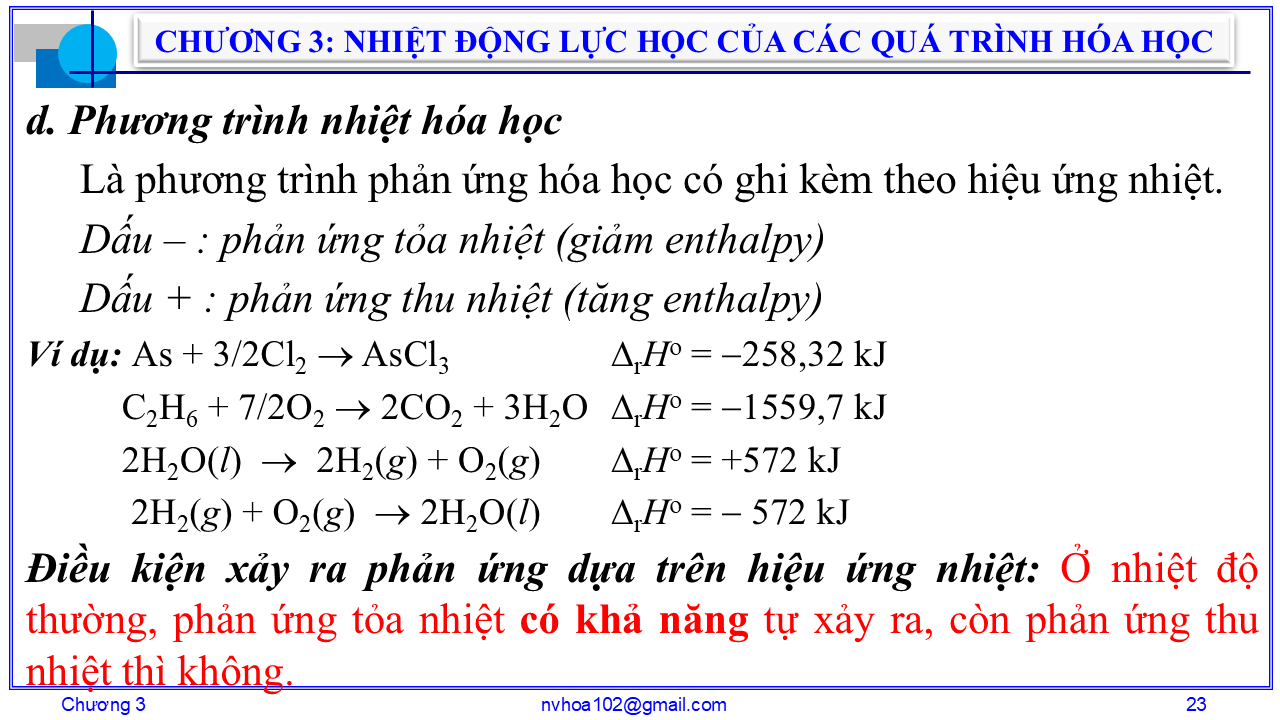 CHƯƠNG 3: NHIỆT ĐỘNG LỰC HỌC CỦA CÁC QUÁ TRÌNH HÓA HỌC
d. Phương trình nhiệt hóa học
Là phương trình phản ứng hóa học có ghi kèm theo hiệu ứng nhiệt.
Dấu – : phản ứng tỏa nhiệt (giảm enthalpy)
Dấu + : phản ứng thu nhiệt (tăng enthalpy)
Ví dụ: As + 3/2Cl₂ → AsCl₃ ΔᵣHº = –258,32 kJ
C₂H₆ + 7/2O₂ → 2CO₂ + 3H₂O ΔᵣHº = –1559,7 kJ
2H₂O(l) → 2H₂(g) + O₂(g) ΔᵣHº = +572 kJ
2H₂(g) + O₂(g) → 2H₂O(l) ΔᵣHº = – 572 kJ
Điều kiện xảy ra phản ứng dựa trên hiệu ứng nhiệt: Ở nhiệt độ
thường, phản ứng tỏa nhiệt có khả năng tự xảy ra, còn phản ứng thu
nhiệt thì không.
Chương 3 nvhoa102@gmail.com 23